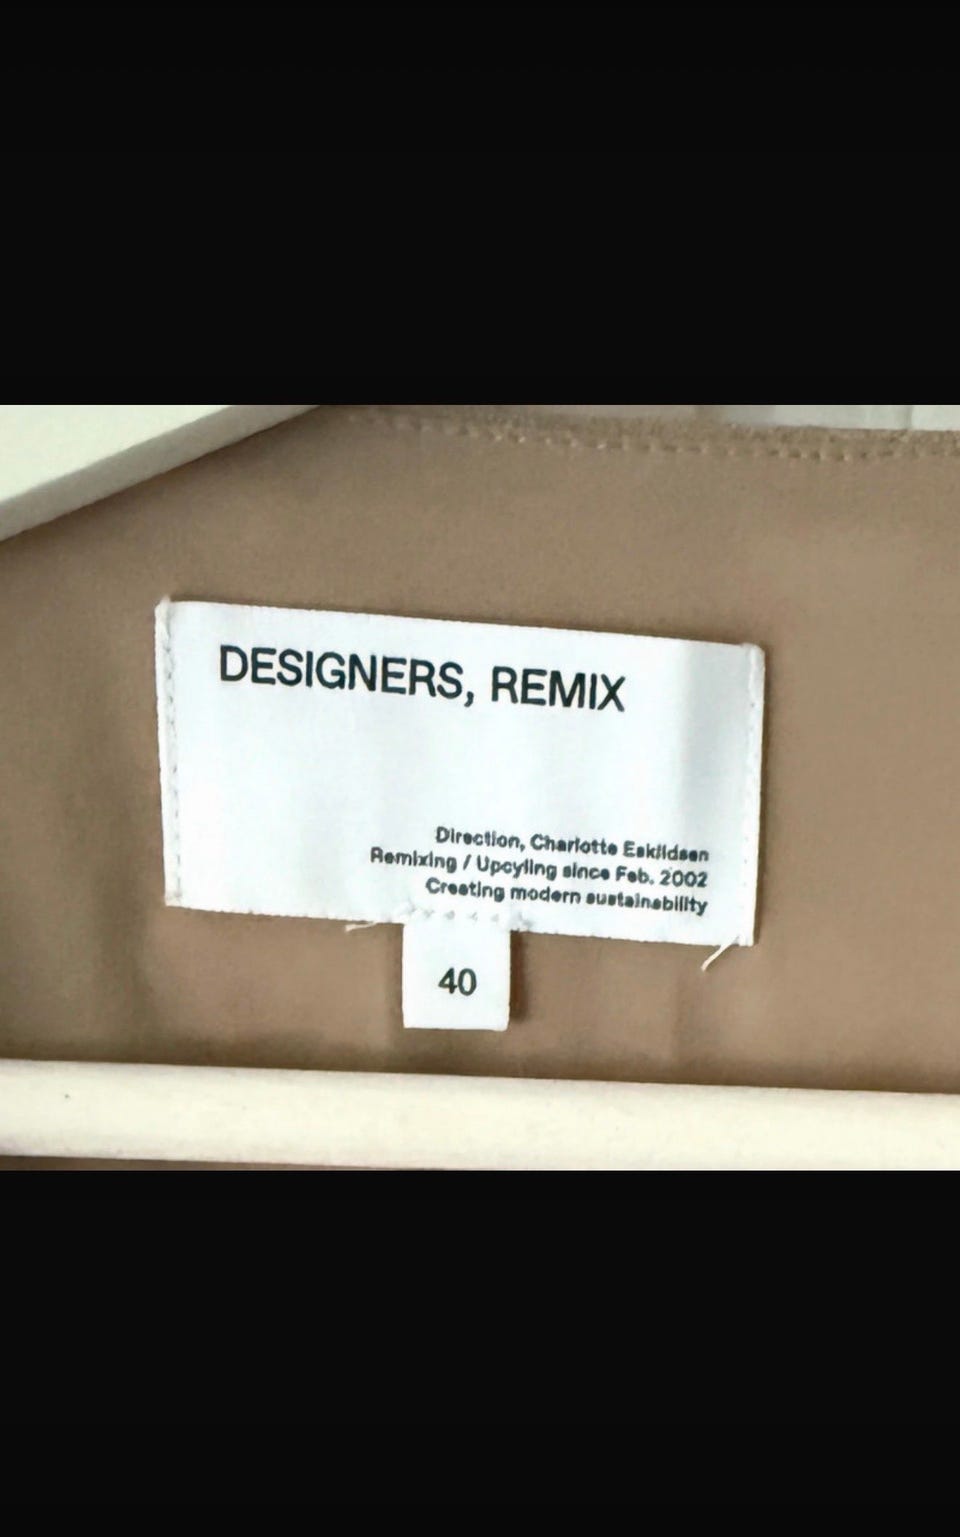 DESIGNERS, REMIX
Direction, Charlotte Eskildsen
Remixing / Upcyling since Feb. 2002
Creating modern sustainability
40